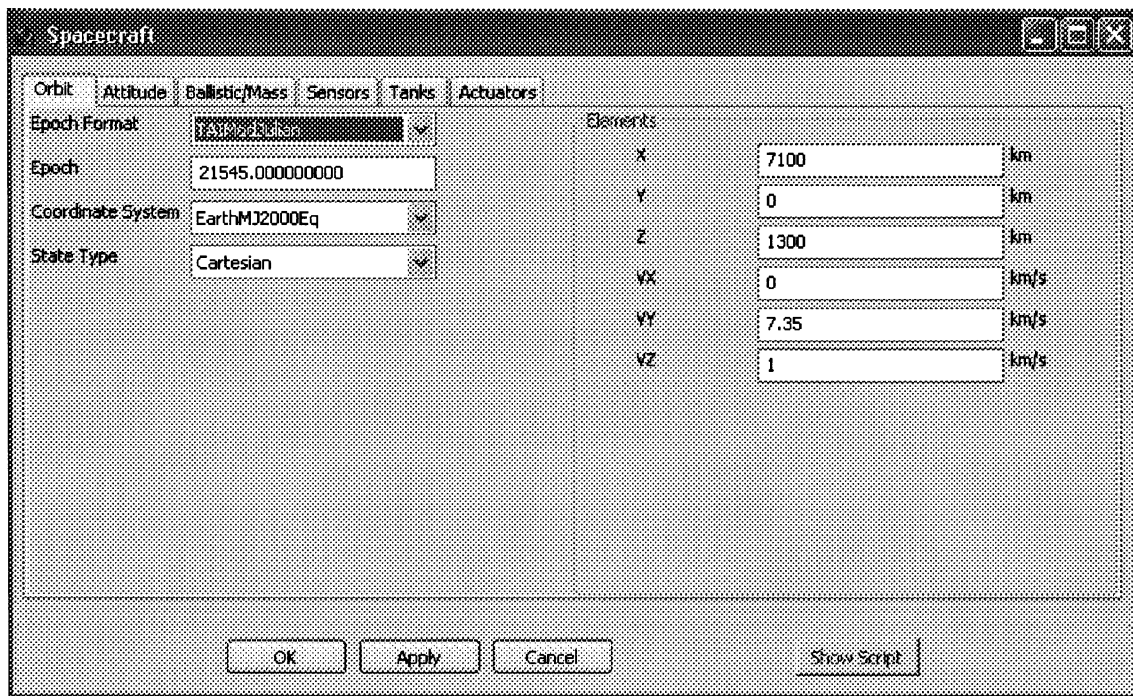 Spacecraft
Orbit Attitude Ballistic/Mass Sensors Tanks Actuators
Epoch Format TAIModJulian
Epoch 21545.000000000
Coordinate System EarthMJ2000Eq
State Type Cartesian
Elements
X 7100 km
Y 0 km
Z 1300 km
VX 0 km/s
VY 7.35 km/s
VZ 1 km/s
OK Apply Cancel Show Script